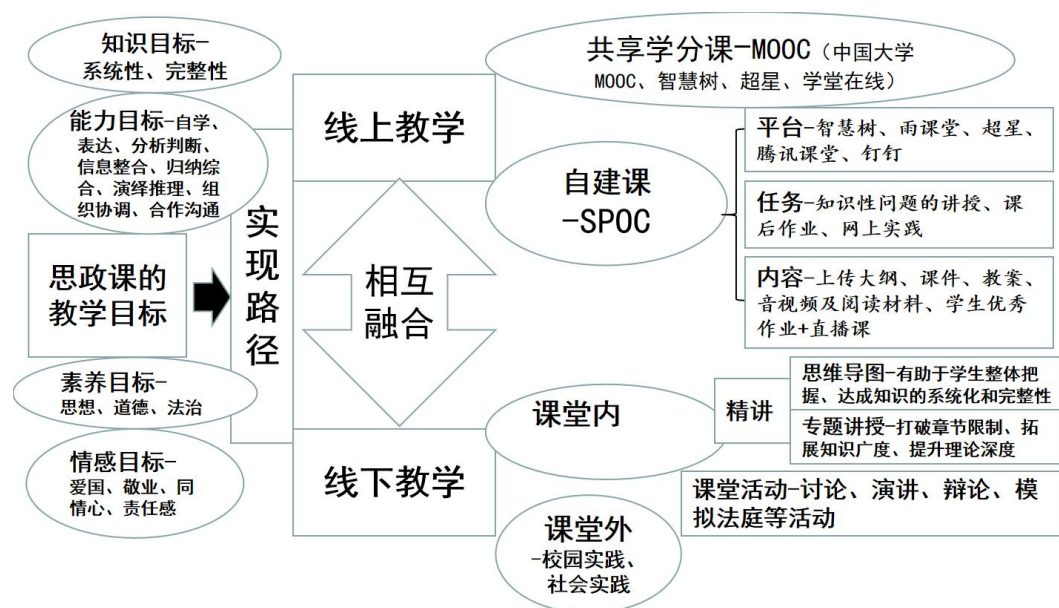 知识目标-
系统性、完整性
能力目标-自学、
表达、分析判断、
信息整合、归纳综
合、演绎推理、组
织协调、合作沟通
思政课的
教学目标
素养目标-
思想、道德、法治
情感目标-
爱国、敬业、同
情心、责任感
实
现
路
径
线上教学
相互
融合
线下教学
共享学分课-MOOC（中国大学
MOOC、智慧树、超星、学堂在线）
自建课
-SPOC
平台-智慧树、雨课堂、超星、
腾讯课堂、钉钉
任务-知识性问题的讲授、课
后作业、网上实践
内容-上传大纲、课件、教案、
音视频及阅读材料、学生优秀
作业+直播课
课堂内
精讲
思维导图-有助于学生整体把
握、达成知识的系统化和完整性
专题讲授-打破章节限制、拓
展知识广度、提升理论深度
课堂活动-讨论、演讲、辩论、模
拟法庭等活动
课堂外
-校园实践、
社会实践